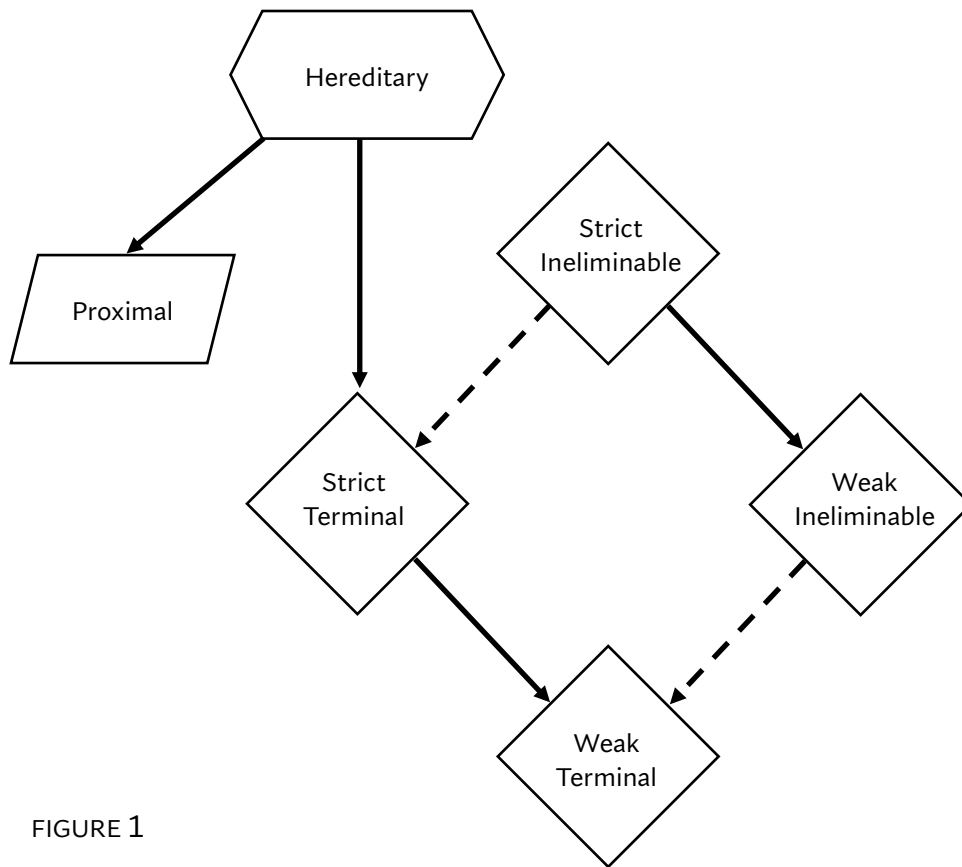 Hereditary
Strict
Ineliminable
Proximal
Strict
Terminal
Weak
Ineliminable
Weak
Terminal
FIGURE 1